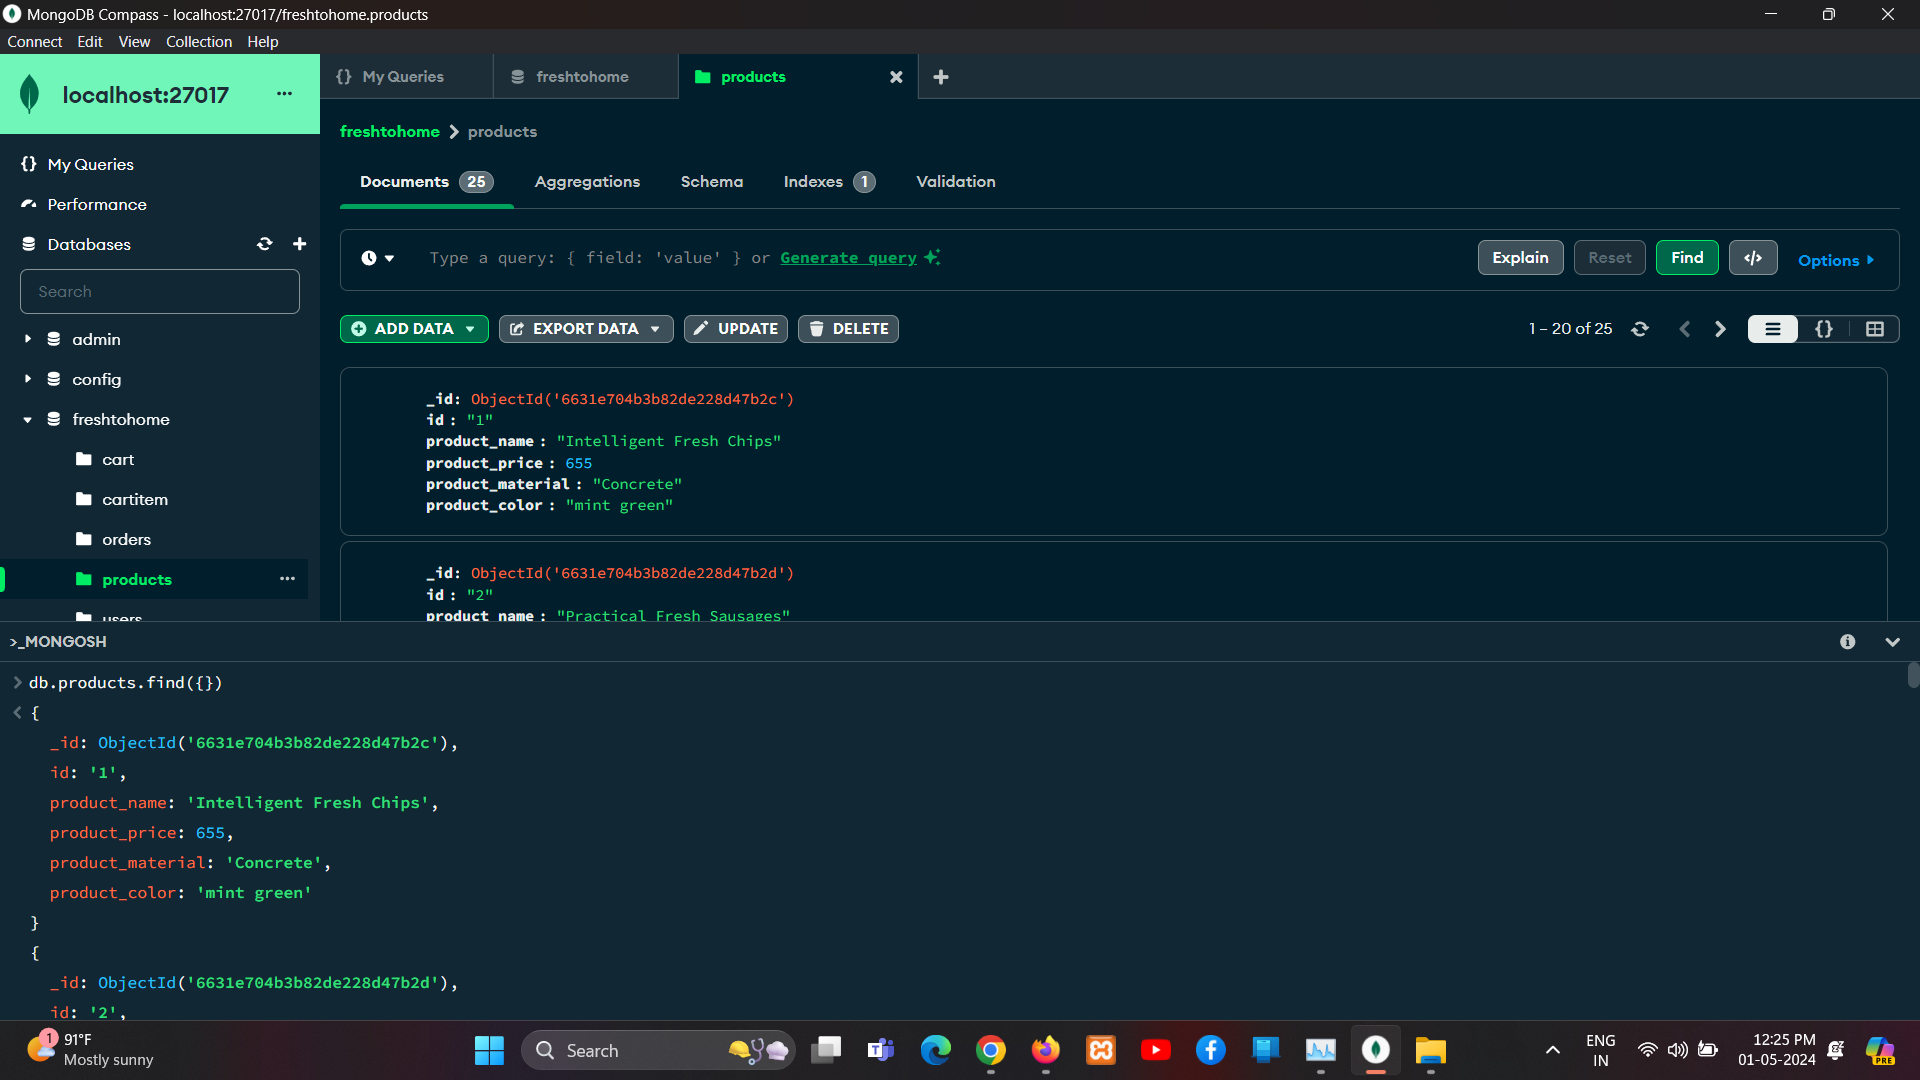 MongoDB Compass - localhost:27017/freshtohome.products
Connect Edit View Collection Help
localhost:27017 ...
{} My Queries
freshtohome
products
My Queries
Performance
Databases
Search
admin
config
freshtohome
cart
cartitem
orders
products ...
users
freshtohome > products
Documents 25 Aggregations Schema Indexes 1 Validation
Type a query: { field: 'value' } or Generate query
Explain Reset Find </> Options
ADD DATA EXPORT DATA UPDATE DELETE
1 – 20 of 25 {}
_id: ObjectId('6631e704b3b82de228d47b2c')
id : "1"
product_name : "Intelligent Fresh Chips"
product_price : 655
product_material : "Concrete"
product_color : "mint green"
_id: ObjectId('6631e704b3b82de228d47b2d')
id : "2"
product_name : "Practical Fresh Sausages"
>_MONGOSH
> db.products.find({})
< {
_id: ObjectId('6631e704b3b82de228d47b2c'),
id: '1',
product_name: 'Intelligent Fresh Chips',
product_price: 655,
product_material: 'Concrete',
product_color: 'mint green'
}
{
_id: ObjectId('6631e704b3b82de228d47b2d'),
id: '2',
1
91°F
Mostly sunny
Search
ENG
IN
12:25 PM
01-05-2024
PRE